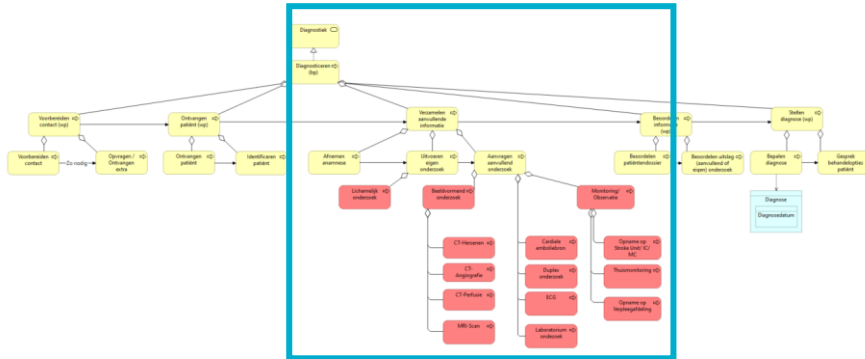 Diagnostiek
Diagnosticeren
(bp)
Voorbereiden
contact (wp)
Ontvangen
patiënt (wp)
Verzamelen
aanvullende
informatie
Beoordelen
informatie
(wp)
Stellen
diagnose (wp)
Voorbereiden
contact
Zo nodig
Opvragen /
Ontvangen
extra
Ontvangen
patiënt
Identificeren
patiënt
Afnemen
anamnese
Uitvoeren
eigen
onderzoek
Aanvragen
aanvullend
onderzoek
Beoordelen
patiëntendossier
Beoordelen uitslag
(aanvullend of
eigen) onderzoek
Bepalen
diagnose
Gesprek
behandelopties
patiënt
Lichamelijk
onderzoek
Beeldvormend
onderzoek
Monitoring/
Observatie
Diagnose
Diagnosedatum
CT-Hersenen
Cardiale
emboliebron
Opname op
Stroke Unit/ IC/
MC
CT-
Angiografie
Duplex
onderzoek
Thuismonitoring
CT-Perfusie
ECG
Opname op
Verpleegafdeling
MRI-Scan
Laboratorium
onderzoek